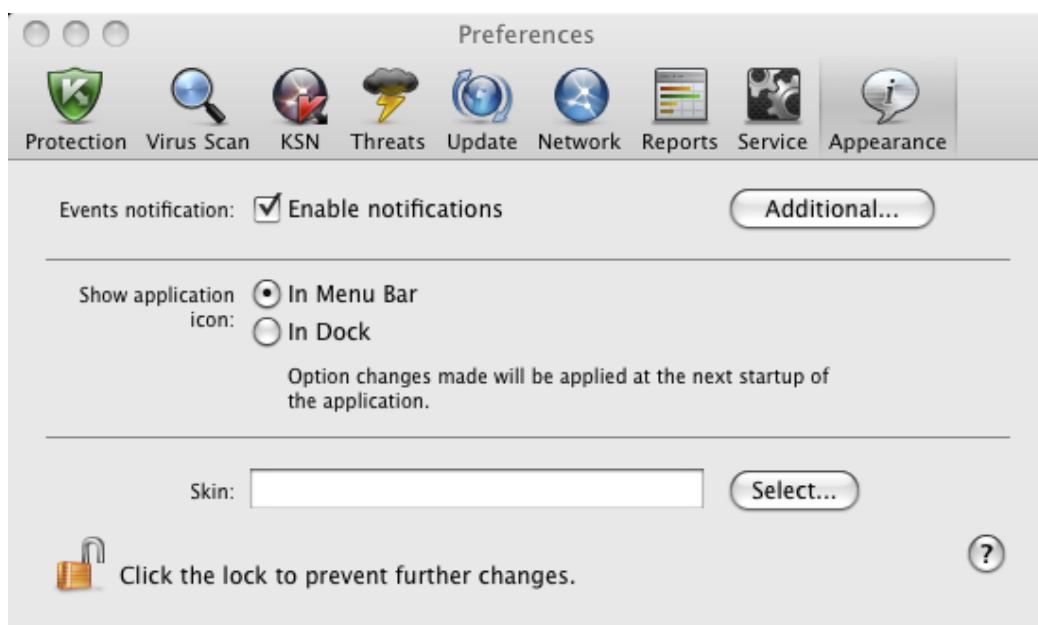 Preferences
Protection Virus Scan KSN Threats Update Network Reports Service Appearance
Events notification: Enable notifications Additional...
Show application In Menu Bar
icon: In Dock
Option changes made will be applied at the next startup of
the application.
Skin: Select...
Click the lock to prevent further changes. ?